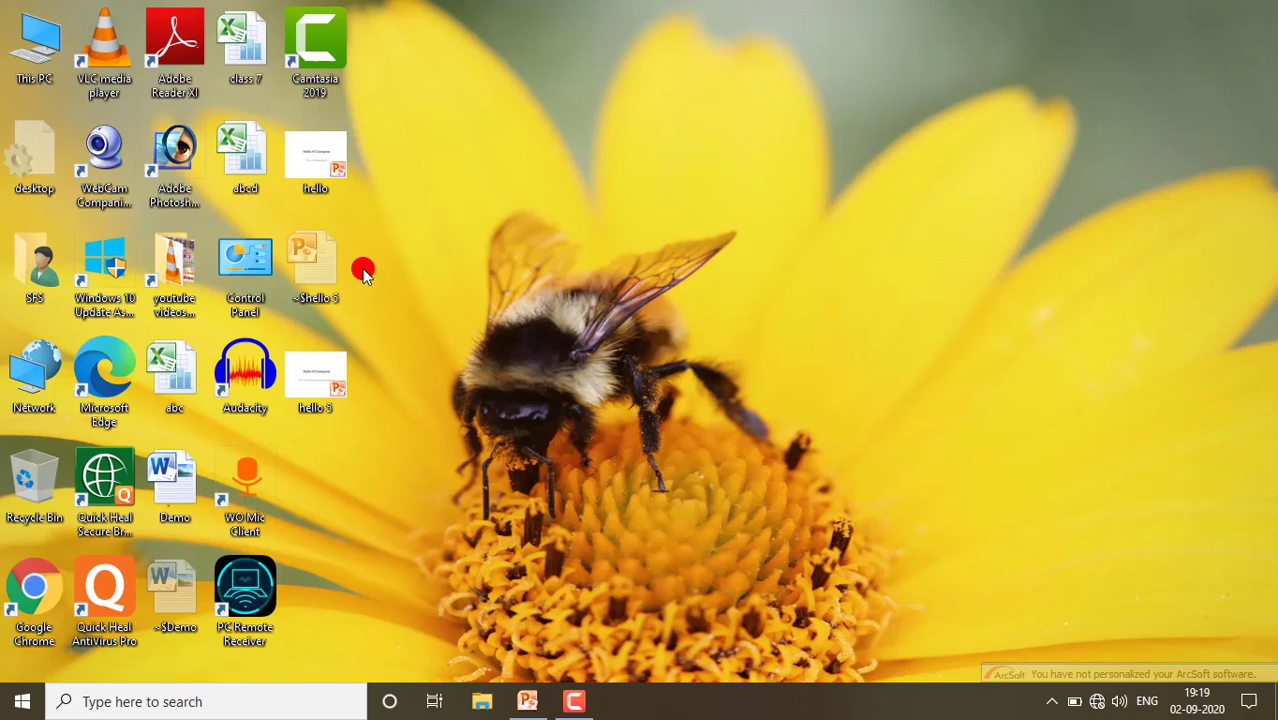 This PC
VLC media
player
Adobe
Reader XI
class 7
Camtasia
2019
desktop
WebCam
Compani...
Adobe
Photosh...
abcd
hello
SFS
Windows 10
Update As...
youtube
videos...
Control
Panel
~$hello 5
Network
Microsoft
Edge
abc
Audacity
hello 5
Recycle Bin
Quick Heal
Secure Br...
Demo
WO Mic
Client
Google
Chrome
Quick Heal
AntiVirus Pro
~$Demo
PC Remote
Receiver
ArcSoft You have not personalized your ArcSoft software.
Type here to search
ENG
19:19
02-09-2020